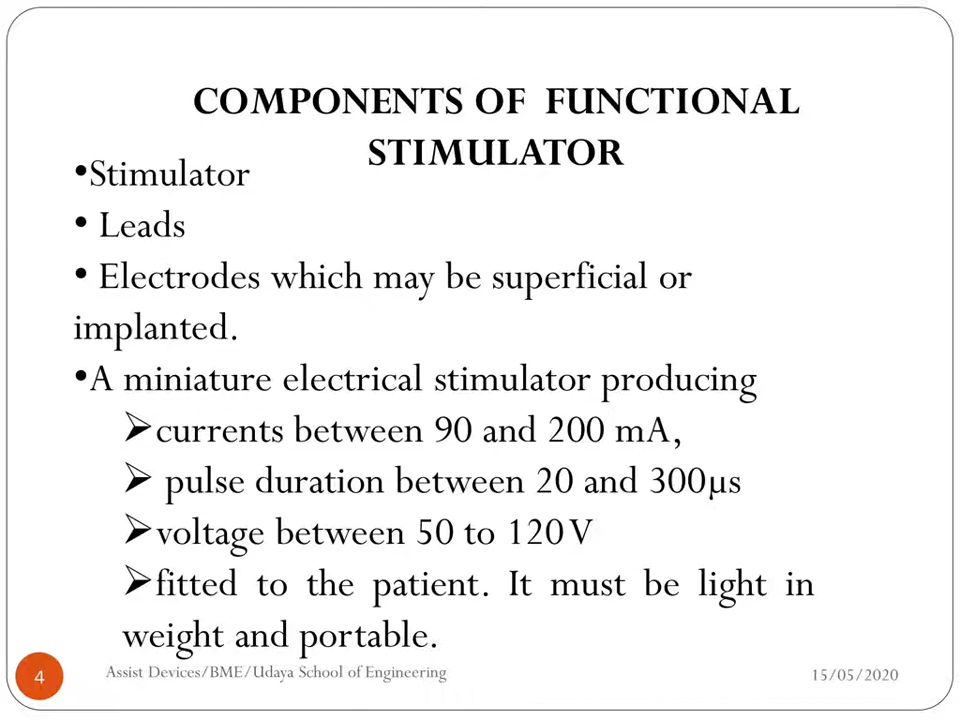 COMPONENTS OF FUNCTIONAL
STIMULATOR
•Stimulator
• Leads
• Electrodes which may be superficial or
implanted.
•A miniature electrical stimulator producing
➢currents between 90 and 200 mA,
➢ pulse duration between 20 and 300µs
➢voltage between 50 to 120V
➢fitted to the patient. It must be light in
weight and portable.
4
Assist Devices/BME/Udaya School of Engineering
15/05/2020